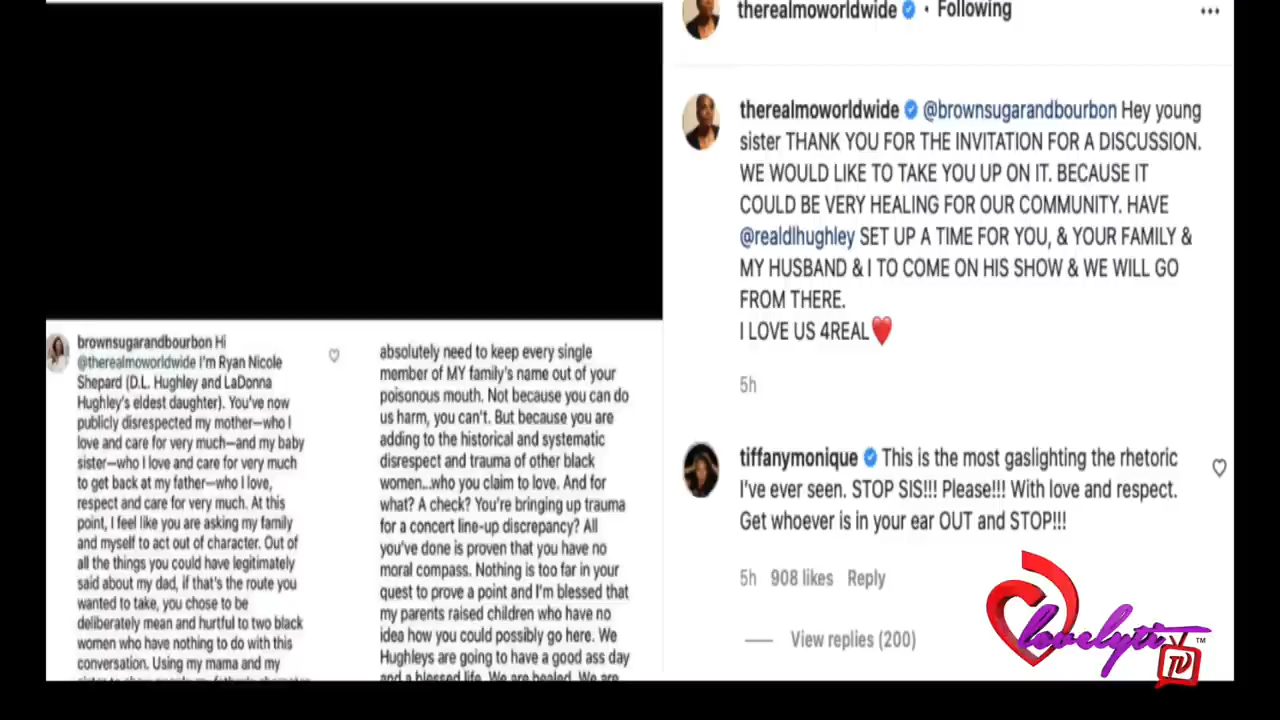 brownsugarandbourbon Hi
@therealmoworldwide I'm Ryan Nicole
Shepard (D.L. Hughley and LaDonna
Hughley's eldest daughter). You've now
publicly disrespected my mother—who I
love and care for very much—and my baby
sister—who I love and care for very much
to get back at my father—who I love,
respect and care for very much. At this
point, I feel like you are asking my family
and myself to act out of character. Out of
all the things you could have legitimately
said about my dad, if that's the route you
wanted to take, you chose to be
deliberately mean and hurtful to two black
women who have nothing to do with this
conversation. Using my mama and my
absolutely need to keep every single
member of MY family's name out of your
poisonous mouth. Not because you can do
us harm, you can't. But because you are
adding to the historical and systematic
disrespect and trauma of other black
women...who you claim to love. And for
what? A check? You're bringing up trauma
for a concert line-up discrepancy? All
you've done is proven that you have no
moral compass. Nothing is too far in your
quest to prove a point and I'm blessed that
my parents raised children who have no
idea how you could possibly go here. We
Hughleys are going to have a good ass day
and a blessed life. We are healed. We are
therealmoworldwide • Following
therealmoworldwide @brownsugarandbourbon Hey young
sister THANK YOU FOR THE INVITATION FOR A DISCUSSION.
WE WOULD LIKE TO TAKE YOU UP ON IT. BECAUSE IT
COULD BE VERY HEALING FOR OUR COMMUNITY. HAVE
@realdlhughley SET UP A TIME FOR YOU, & YOUR FAMILY &
MY HUSBAND & I TO COME ON HIS SHOW & WE WILL GO
FROM THERE.
I LOVE US 4REAL❤️
5h
tiffanymonique This is the most gaslighting the rhetoric
I've ever seen. STOP SIS!!! Please!!! With love and respect.
Get whoever is in your ear OUT and STOP!!!
5h 908 likes Reply
View replies (200)
lovelyti ™
TV